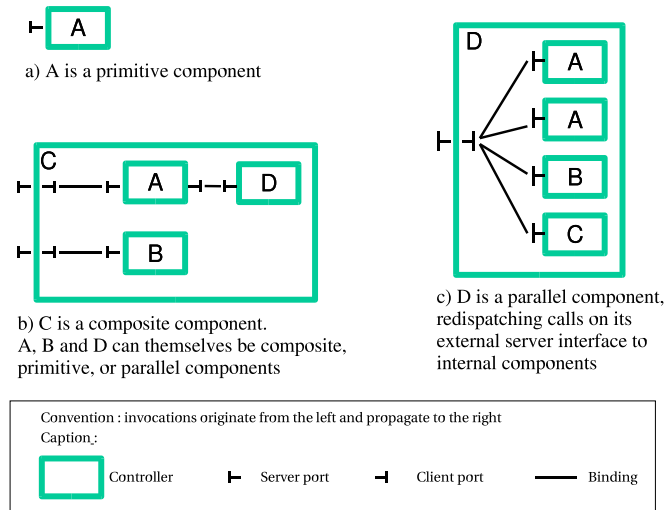 A
a) A is a primitive component
C
A
D
B
b) C is a composite component.
A, B and D can themselves be composite,
primitive, or parallel components
D
A
A
B
C
c) D is a parallel component,
redispatching calls on its
external server interface to
internal components
Convention : invocations originate from the left and propagate to the right
Caption :
Controller
Server port
Client port
Binding